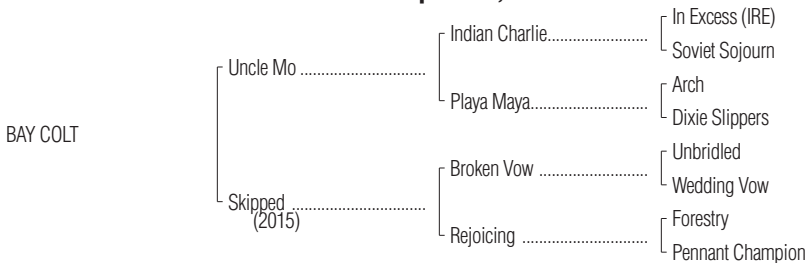 In Excess (IRE)
Indian Charlie......................
Soviet Sojourn
Uncle Mo ............................
Arch
Playa Maya..........................
Dixie Slippers
BAY COLT
Unbridled
Broken Vow ........................
Wedding Vow
Skipped ..............................
(2015)
Forestry
Rejoicing ............................
Pennant Champion